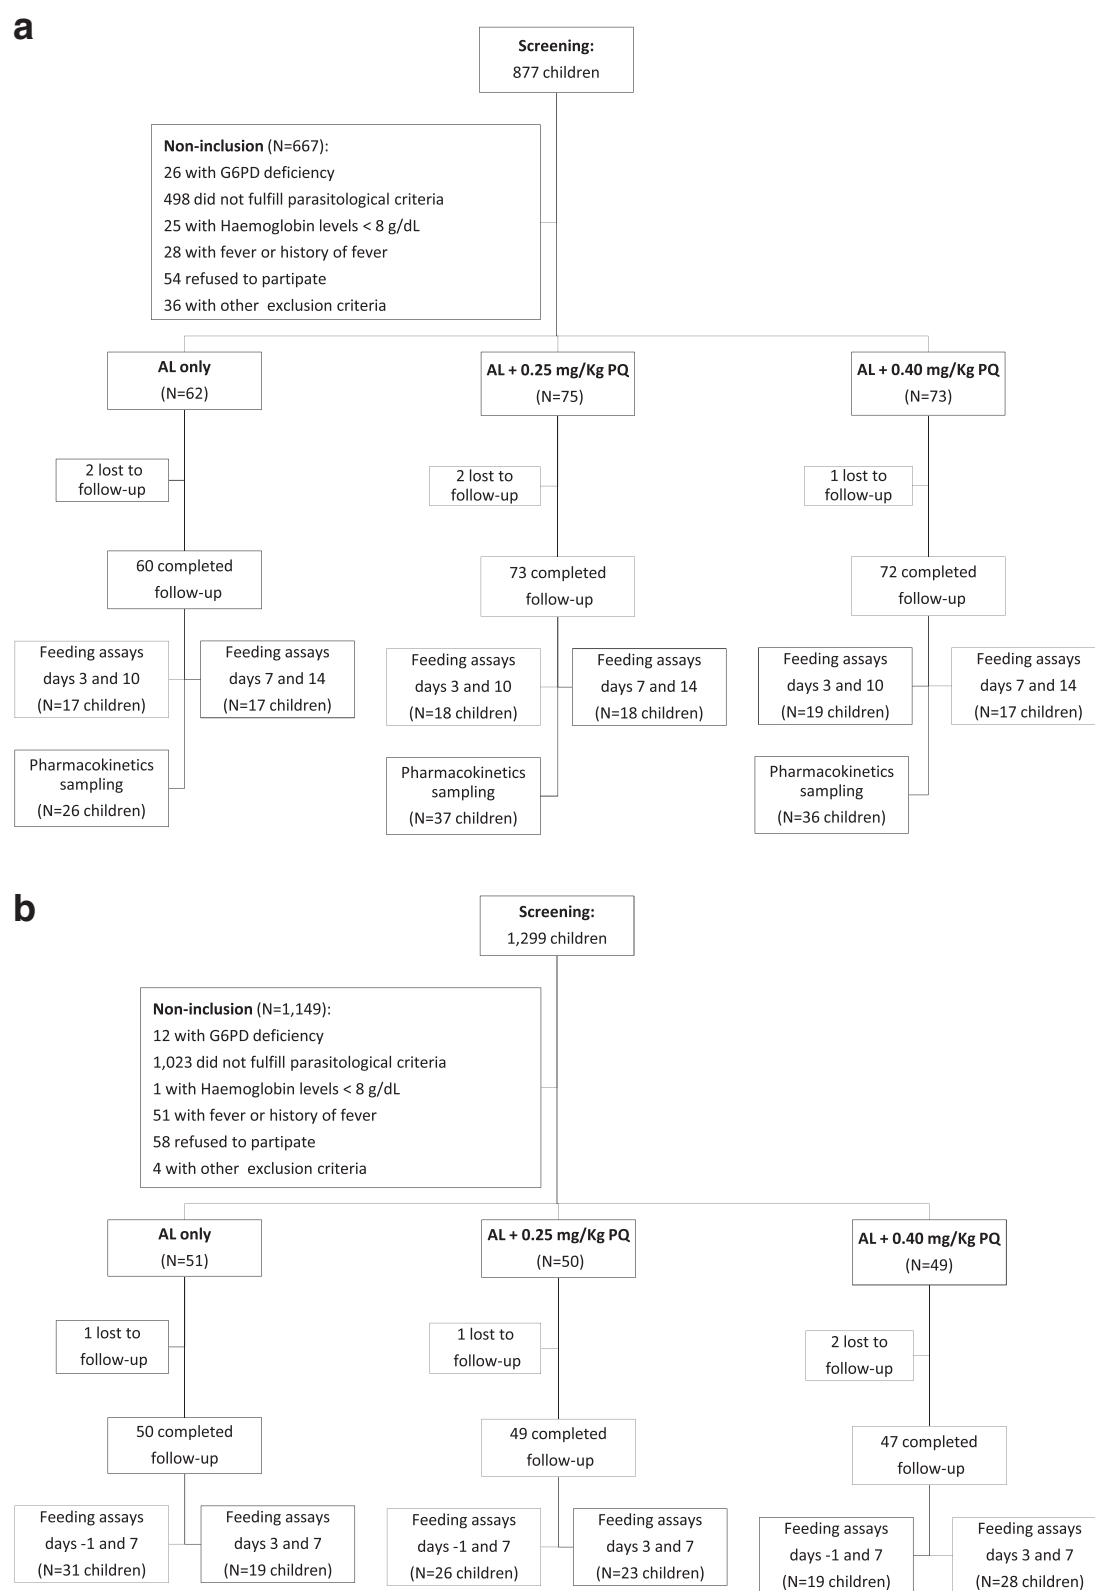 a
Screening:
877 children
Non-inclusion (N=667):
26 with G6PD deficiency
498 did not fulfill parasitological criteria
25 with Haemoglobin levels < 8 g/dL
28 with fever or history of fever
54 refused to partipate
36 with other exclusion criteria
AL only
(N=62)
AL + 0.25 mg/Kg PQ
(N=75)
AL + 0.40 mg/Kg PQ
(N=73)
2 lost to
follow-up
2 lost to
follow-up
1 lost to
follow-up
60 completed
follow-up
73 completed
follow-up
72 completed
follow-up
Feeding assays
days 3 and 10
(N=17 children)
Feeding assays
days 7 and 14
(N=17 children)
Feeding assays
days 3 and 10
(N=18 children)
Feeding assays
days 7 and 14
(N=18 children)
Feeding assays
days 3 and 10
(N=19 children)
Feeding assays
days 7 and 14
(N=17 children)
Pharmacokinetics
sampling
(N=26 children)
Pharmacokinetics
sampling
(N=37 children)
Pharmacokinetics
sampling
(N=36 children)
b
Screening:
1,299 children
Non-inclusion (N=1,149):
12 with G6PD deficiency
1,023 did not fulfill parasitological criteria
1 with Haemoglobin levels < 8 g/dL
51 with fever or history of fever
58 refused to partipate
4 with other exclusion criteria
AL only
(N=51)
AL + 0.25 mg/Kg PQ
(N=50)
AL + 0.40 mg/Kg PQ
(N=49)
1 lost to
follow-up
1 lost to
follow-up
2 lost to
follow-up
50 completed
follow-up
49 completed
follow-up
47 completed
follow-up
Feeding assays
days -1 and 7
(N=31 children)
Feeding assays
days 3 and 7
(N=19 children)
Feeding assays
days -1 and 7
(N=26 children)
Feeding assays
days 3 and 7
(N=23 children)
Feeding assays
days -1 and 7
(N=19 children)
Feeding assays
days 3 and 7
(N=28 children)